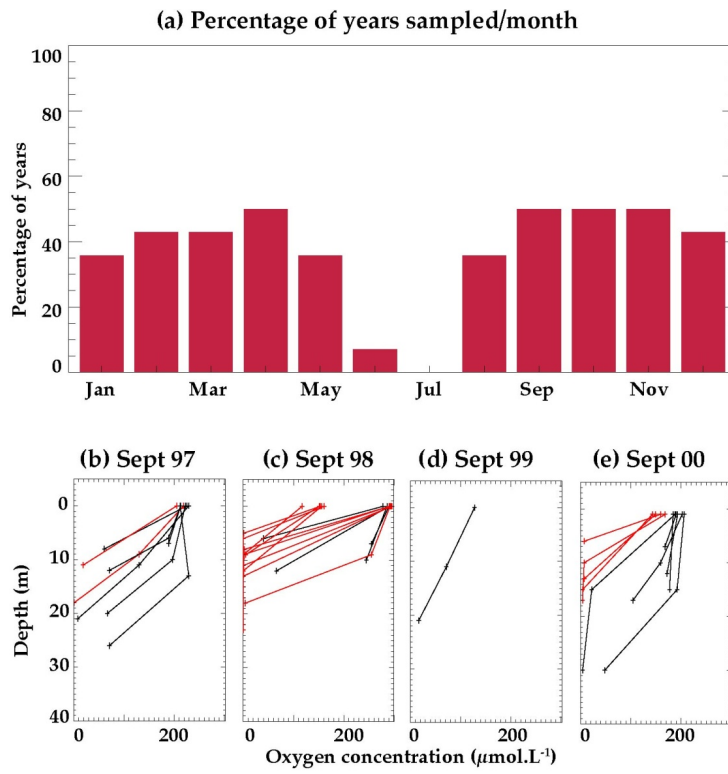 (a) Percentage of years sampled/month
100
80
60
40
20
0
Percentage of years
Jan Mar May Jul Sep Nov
(b) Sept 97 (c) Sept 98 (d) Sept 99 (e) Sept 00
0
10
20
30
40
Depth (m)
0 200 0 200 0 200 0 200
Oxygen concentration (μmol.L⁻¹)